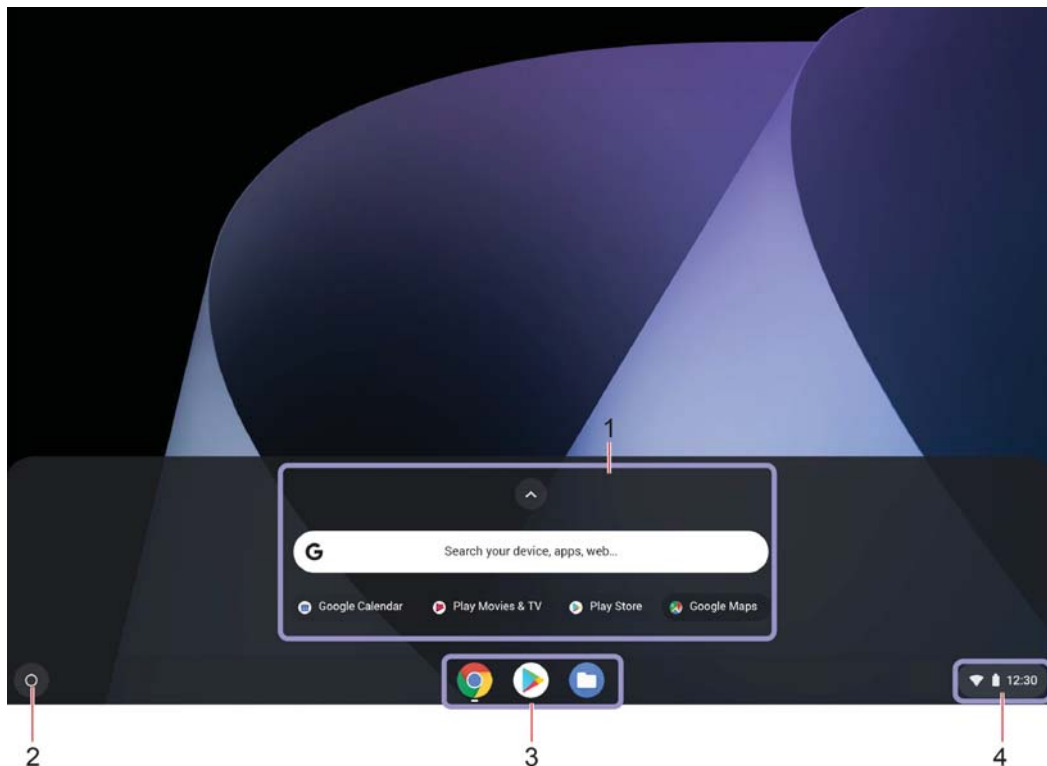 1
G
Search your device, apps, web...
Google Calendar Play Movies & TV Play Store Google Maps
12:30
2 3 4